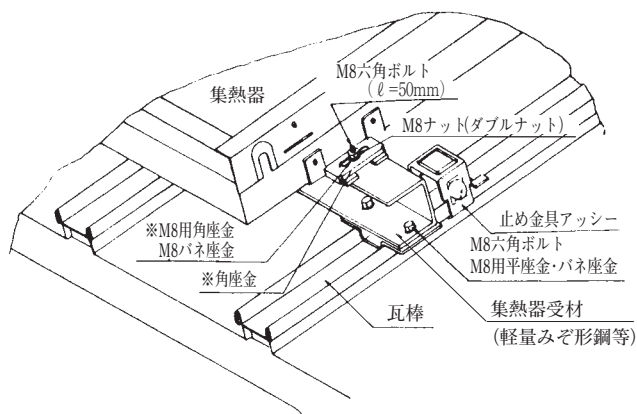 M8六角ボルト
(ℓ=50mm)
集熱器
M8ナット(ダブルナット)
※M8用角座金
M8バネ座金
※角座金
止め金具アッシー
M8六角ボルト
M8用平座金・バネ座金
瓦棒
集熱器受材
(軽量みぞ形鋼等)